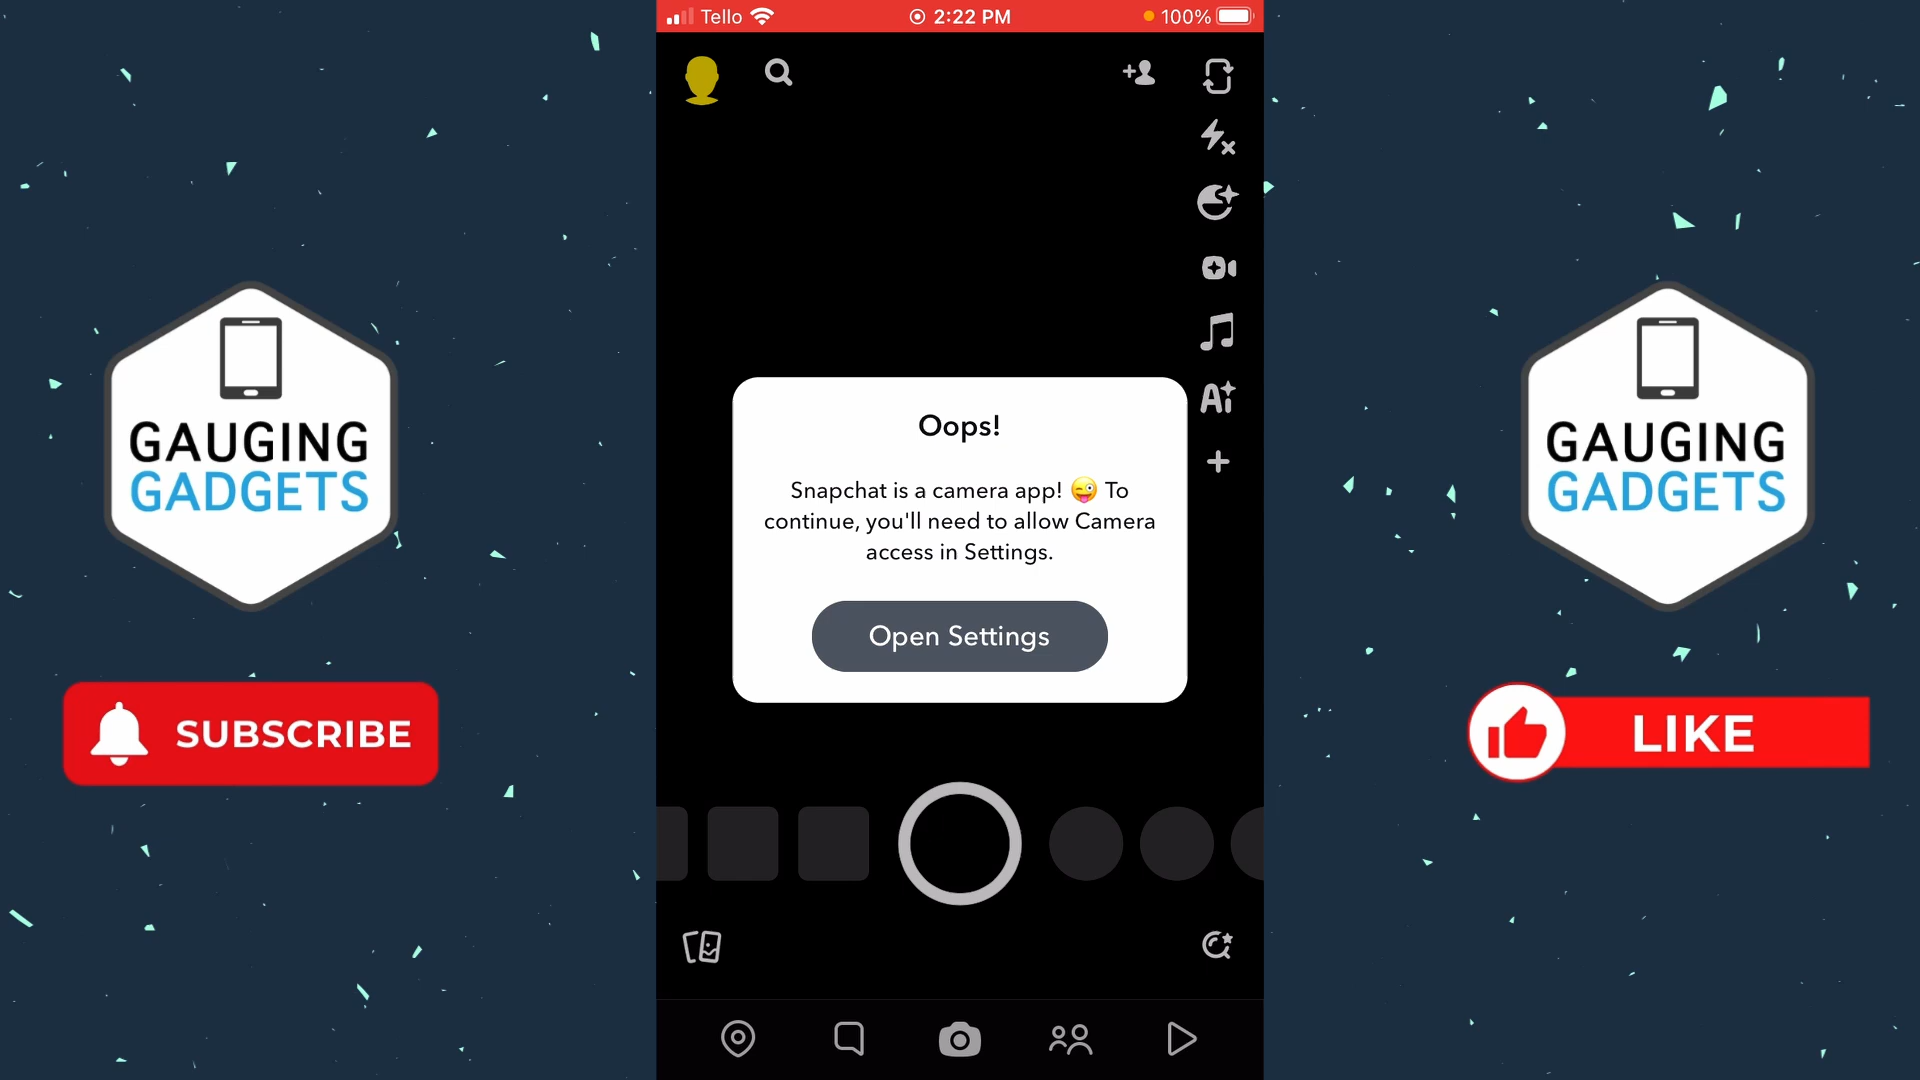 Tello
2:22 PM
100%
GAUGING
GADGETS
SUBSCRIBE
Ai
Oops!
Snapchat is a camera app! 😜 To
continue, you'll need to allow Camera
access in Settings.
Open Settings
GAUGING
GADGETS
LIKE